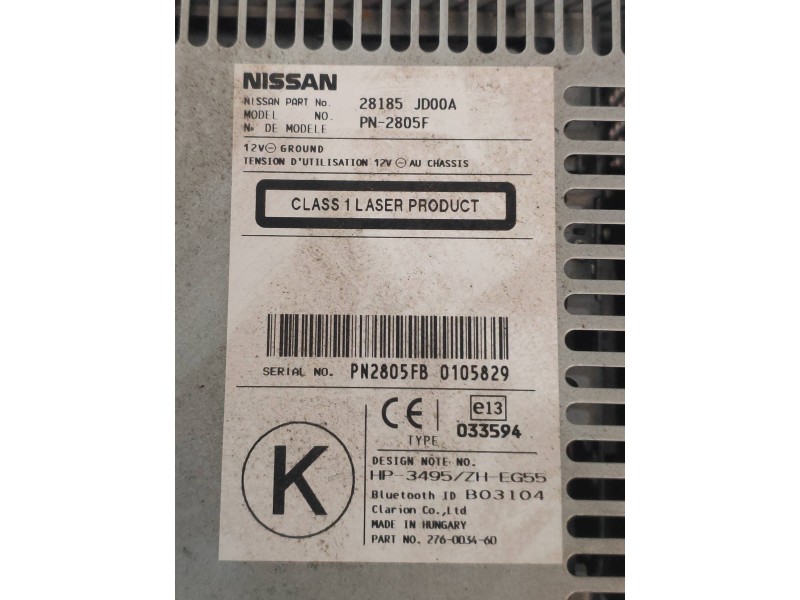 NISSAN
NISSAN PART No. 28185 JD00A
MODEL NO. PN-2805F
No DE MODELE
12V⊖ GROUND
TENSION D'UTILISATION 12V ⊖ AU CHASSIS
CLASS 1 LASER PRODUCT
SERIAL NO. PN2805FB 0105829
CE e13
TYPE 033594
K
DESIGN NOTE NO.
HP-3495/ZH-EG55
Bluetooth ID B03104
Clarion Co., Ltd
MADE IN HUNGARY
PART NO. 276-0034-60